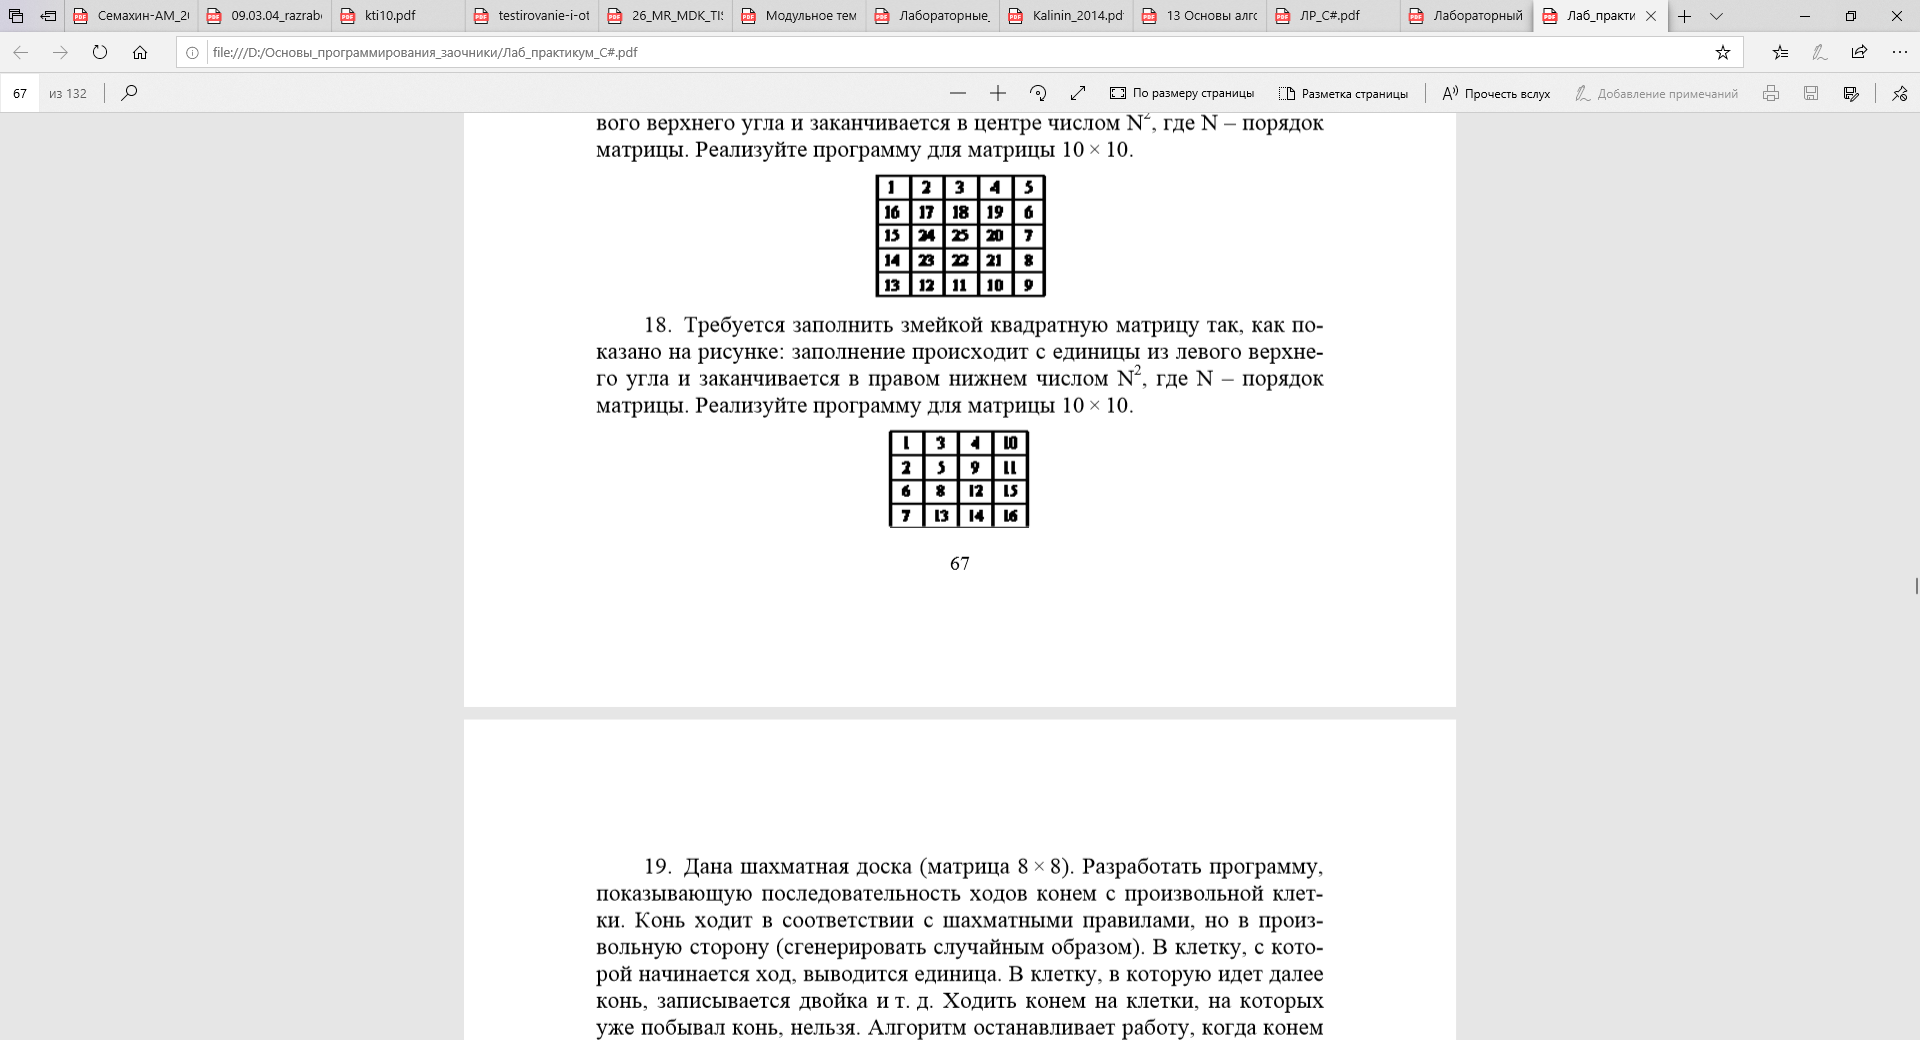 Семахин-АМ_20 09.03.04_razrabo kti10.pdf testirovanie-i-ot 26_MR_MDK_TIS Модульное тем Лабораторные_ Kalinin_2014.pd 13 Основы алго ЛР_C#.pdf Лабораторный Лаб_практи
file:///D:/Основы_программирования_заочники/Лаб_практикум_C#.pdf
67 из 132 По размеру страницы Разметка страницы Прочесть вслух Добавление примечаний
вого верхнего угла и заканчивается в центре числом N², где N – порядок
матрицы. Реализуйте программу для матрицы 10 × 10.
1 2 3 4 5
16 17 18 19 6
15 24 25 20 7
14 23 22 21 8
13 12 11 10 9
18. Требуется заполнить змейкой квадратную матрицу так, как по-
казано на рисунке: заполнение происходит с единицы из левого верхне-
го угла и заканчивается в правом нижнем числом N², где N – порядок
матрицы. Реализуйте программу для матрицы 10 × 10.
1 3 4 10
2 5 9 11
6 8 12 15
7 13 14 16
67
19. Дана шахматная доска (матрица 8 × 8). Разработать программу,
показывающую последовательность ходов конем с произвольной клет-
ки. Конь ходит в соответствии с шахматными правилами, но в произ-
вольную сторону (сгенерировать случайным образом). В клетку, с кото-
рой начинается ход, выводится единица. В клетку, в которую идет далее
конь, записывается двойка и т. д. Ходить конем на клетки, на которых
уже побывал конь, нельзя. Алгоритм останавливает работу, когда конем